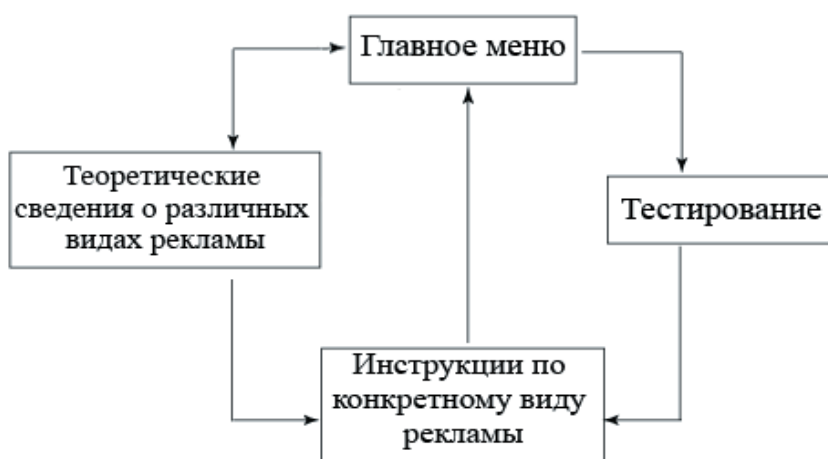 Главное меню
Теоретические
сведения о различных
видах рекламы
Тестирование
Инструкции по
конкретному виду
рекламы